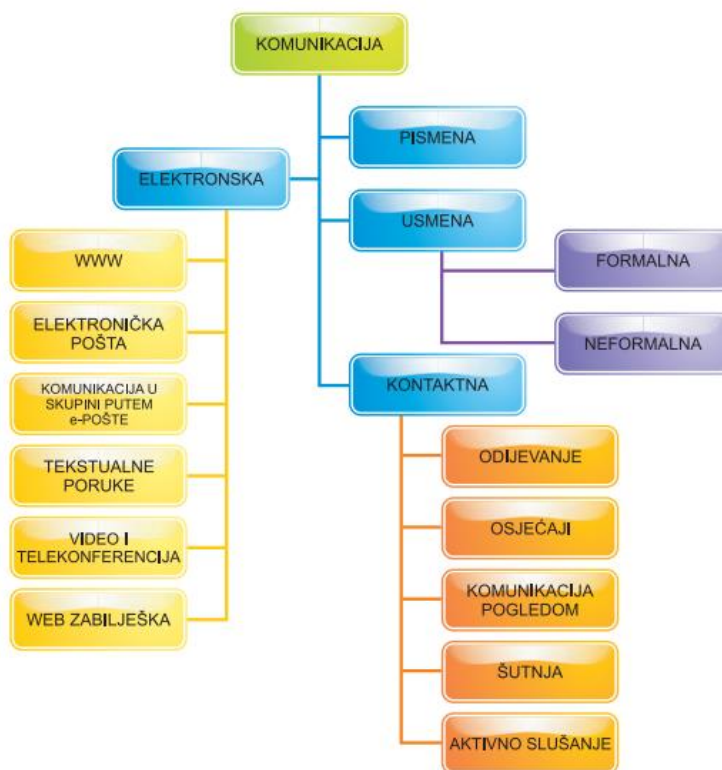 KOMUNIKACIJA
PISMENA
ELEKTRONSKA
USMENA
WWW
FORMALNA
ELEKTRONIČKA
POŠTA
NEFORMALNA
KONTAKTNA
KOMUNIKACIJA U
SKUPINI PUTEM
e-POŠTE
TEKSTUALNE
PORUKE
VIDEO I
TELEKONFERENCIJA
WEB ZABILJEŠKA
ODIJEVANJE
OSJEĆAJI
KOMUNIKACIJA
POGLEDOM
ŠUTNJA
AKTIVNO SLUŠANJE